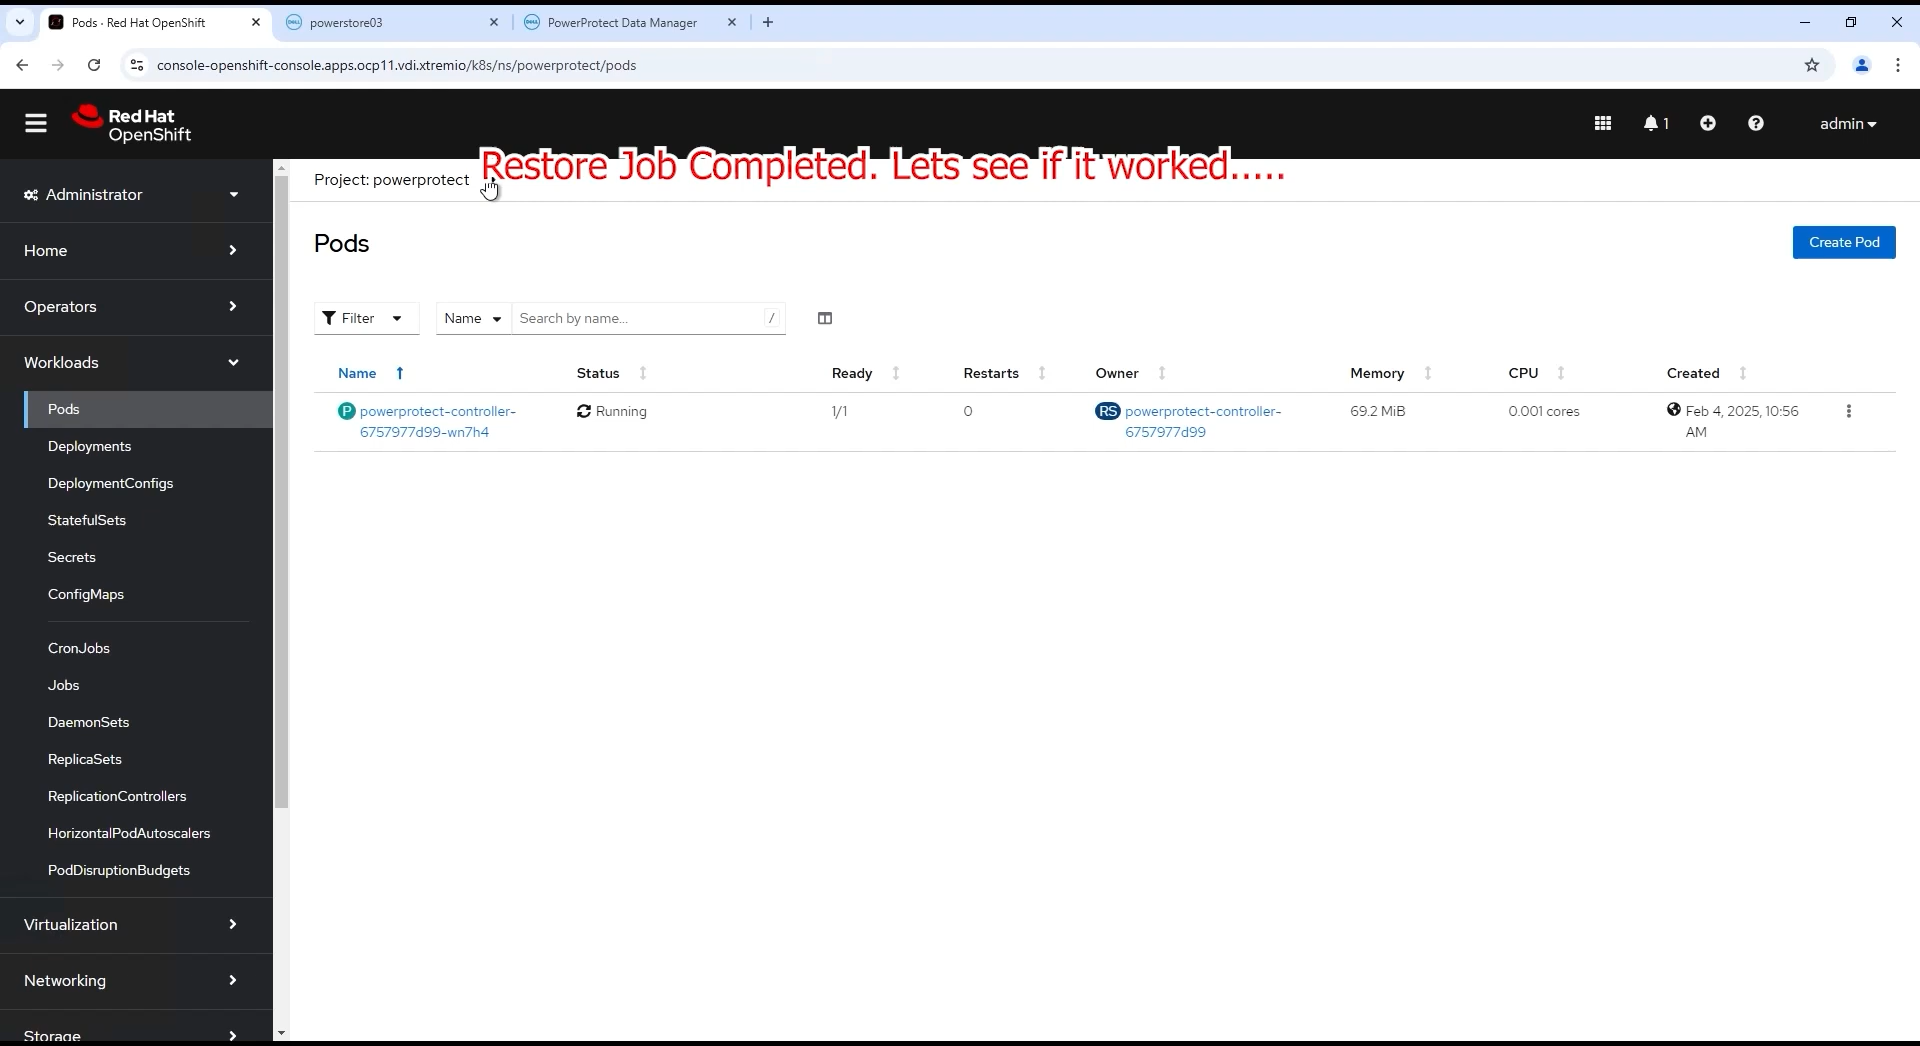 Pods · Red Hat OpenShift
powerstore03
PowerProtect Data Manager
console-openshift-console.apps.ocp11.vdi.xtremio/k8s/ns/powerprotect/pods
Red Hat
OpenShift
1
admin
Restore Job Completed. Lets see if it worked.....
Project: powerprotect
Administrator
Home
Operators
Workloads
Pods
Deployments
DeploymentConfigs
StatefulSets
Secrets
ConfigMaps
CronJobs
Jobs
DaemonSets
ReplicaSets
ReplicationControllers
HorizontalPodAutoscalers
PodDisruptionBudgets
Virtualization
Networking
Storage
Pods
Create Pod
Filter
Name
Search by name...
/
Name Status Ready Restarts Owner Memory CPU Created
P powerprotect-controller- Running 1/1 0 RS powerprotect-controller- 69.2 MiB 0.001 cores Feb 4, 2025, 10:56
6757977d99-wn7h4 6757977d99 AM